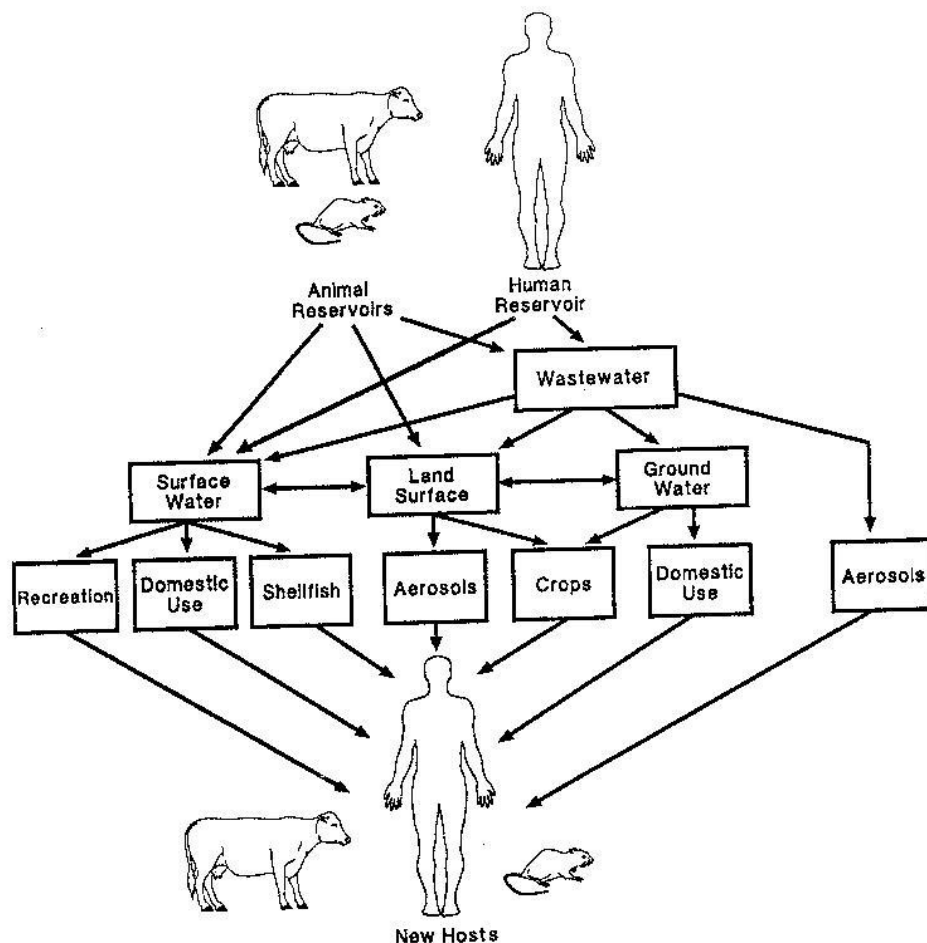 Animal
Reservoirs
Human
Reservoir
Wastewater
Surface
Water
Land
Surface
Ground
Water
Recreation
Domestic
Use
Shellfish
Aerosols
Crops
Domestic
Use
Aerosols
New Hosts